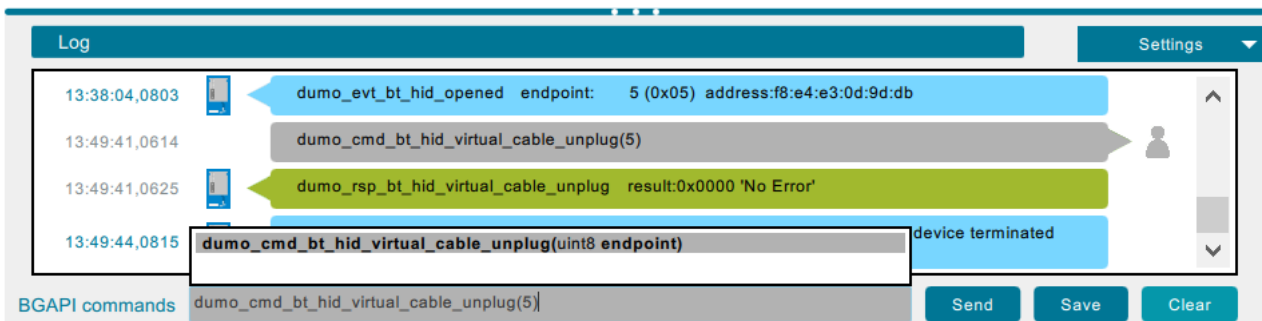 Log
Settings
13:38:04,0803 dumo_evt_bt_hid_opened endpoint: 5 (0x05) address:f8:e4:e3:0d:9d:db
13:49:41,0614 dumo_cmd_bt_hid_virtual_cable_unplug(5)
13:49:41,0625 dumo_rsp_bt_hid_virtual_cable_unplug result:0x0000 'No Error'
13:49:44,0815 device terminated
dumo_cmd_bt_hid_virtual_cable_unplug(uint8 endpoint)
BGAPI commands dumo_cmd_bt_hid_virtual_cable_unplug(5) Send Save Clear